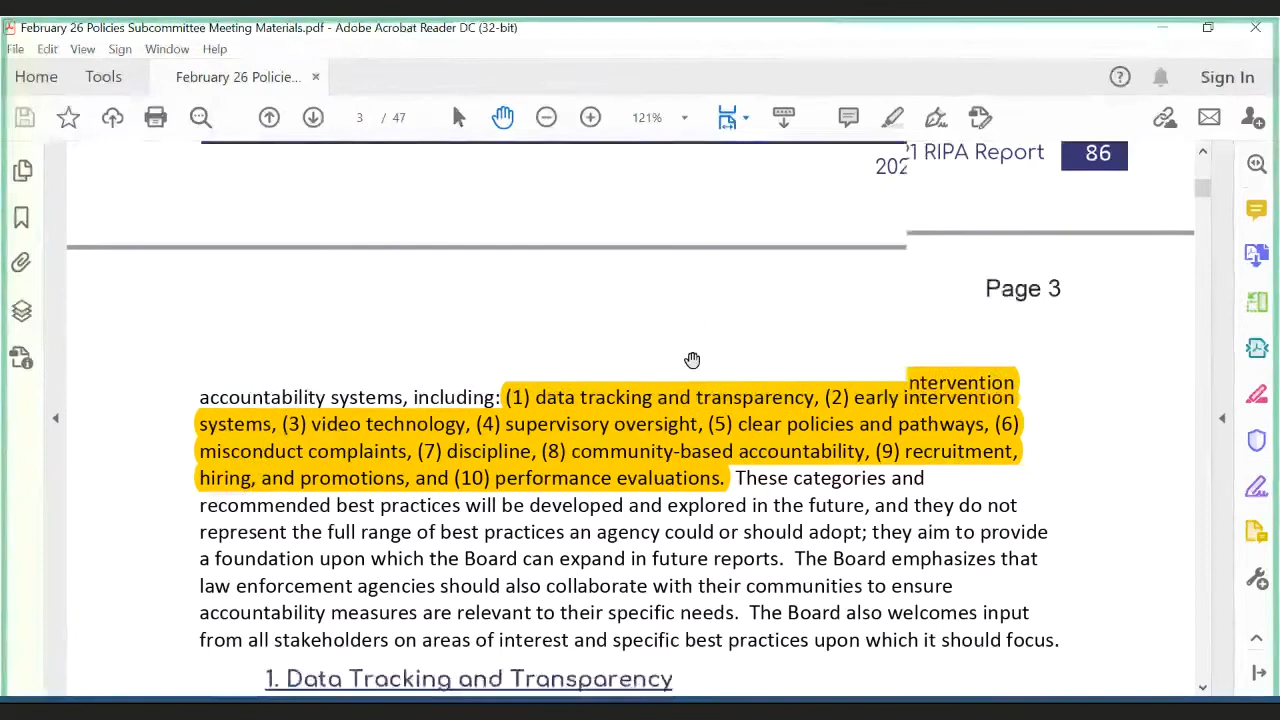 February 26 Policies Subcommittee Meeting Materials.pdf - Adobe Acrobat Reader DC (32-bit)
File Edit View Sign Window Help
Home Tools February 26 Policie... × Sign In
3 / 47 121%
2021 RIPA Report 86
Page 3
accountability systems, including: (1) data tracking and transparency, (2) early intervention
systems, (3) video technology, (4) supervisory oversight, (5) clear policies and pathways, (6)
misconduct complaints, (7) discipline, (8) community-based accountability, (9) recruitment,
hiring, and promotions, and (10) performance evaluations. These categories and
recommended best practices will be developed and explored in the future, and they do not
represent the full range of best practices an agency could or should adopt; they aim to provide
a foundation upon which the Board can expand in future reports. The Board emphasizes that
law enforcement agencies should also collaborate with their communities to ensure
accountability measures are relevant to their specific needs. The Board also welcomes input
from all stakeholders on areas of interest and specific best practices upon which it should focus.
1. Data Tracking and Transparency